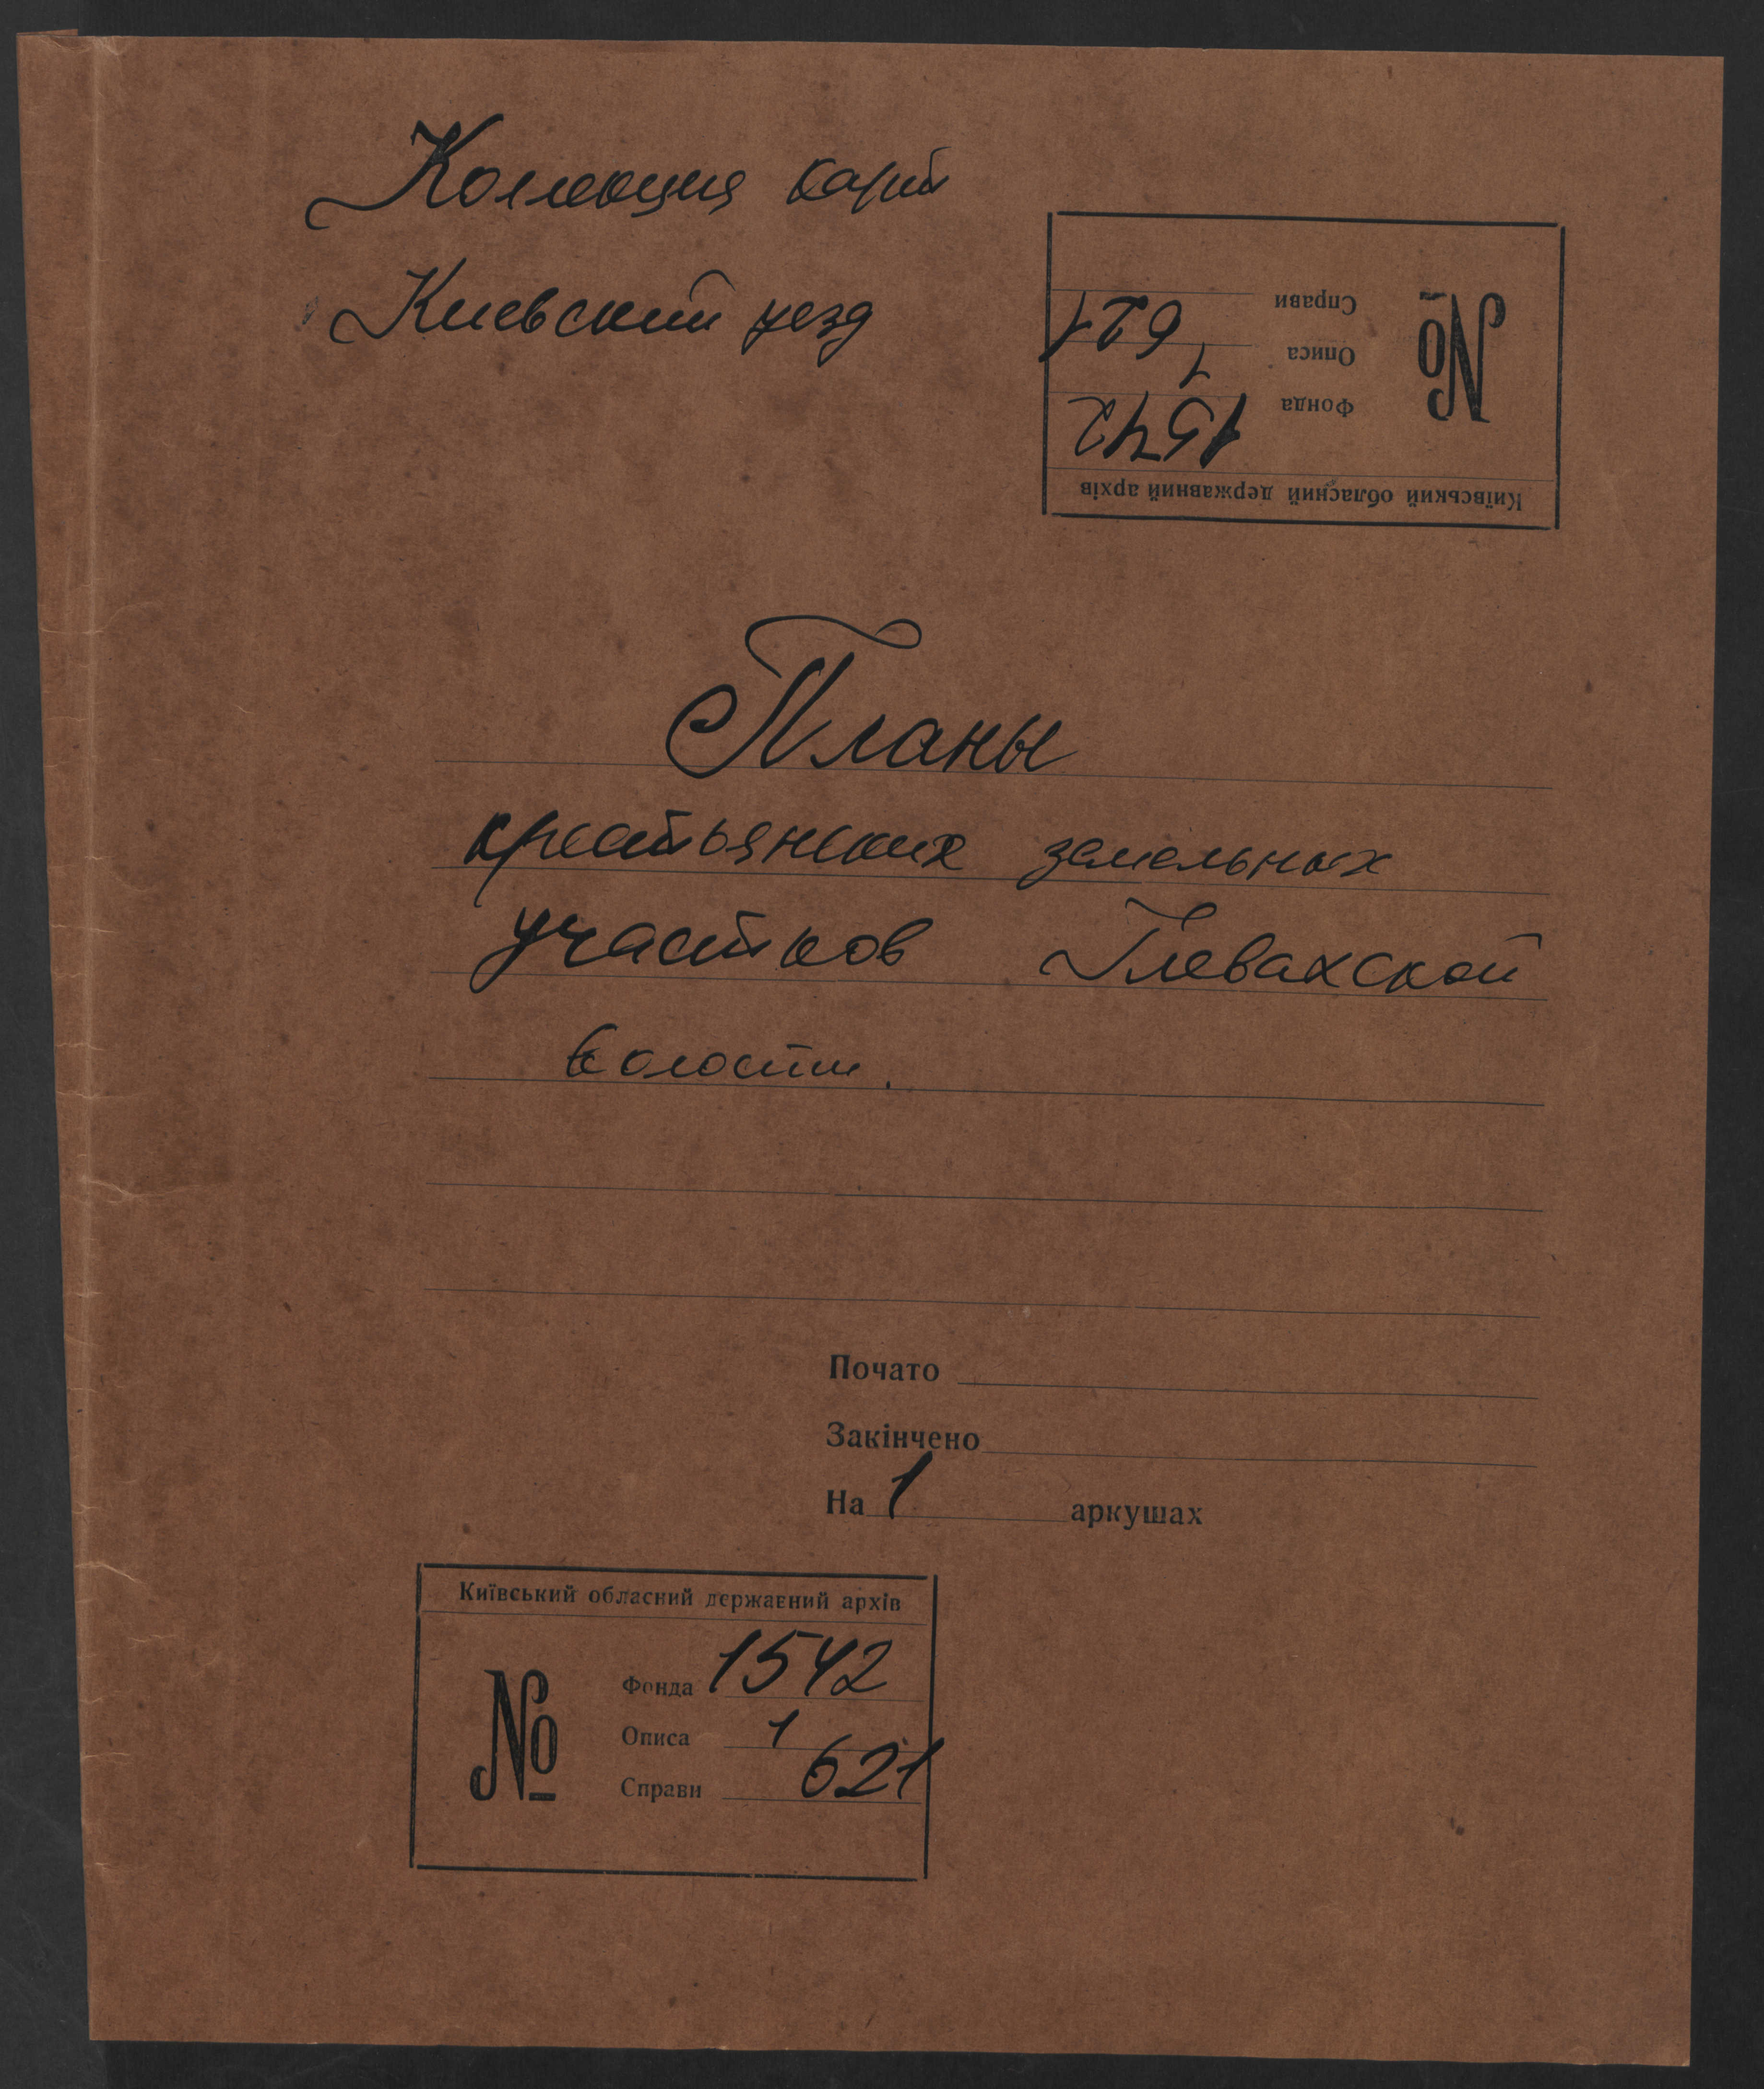 Коллекция карт
Киевский уезд
Київський обласний державний архів
№
Фонда 1542
Описа 1
Справи 621
Планы
крестьянских земельных
участков Глевахской
волости.
Почато
Закінчено
На 1 аркушах
Київський обласний державний архів
№
Фонда 1542
Описа 1
Справи 621